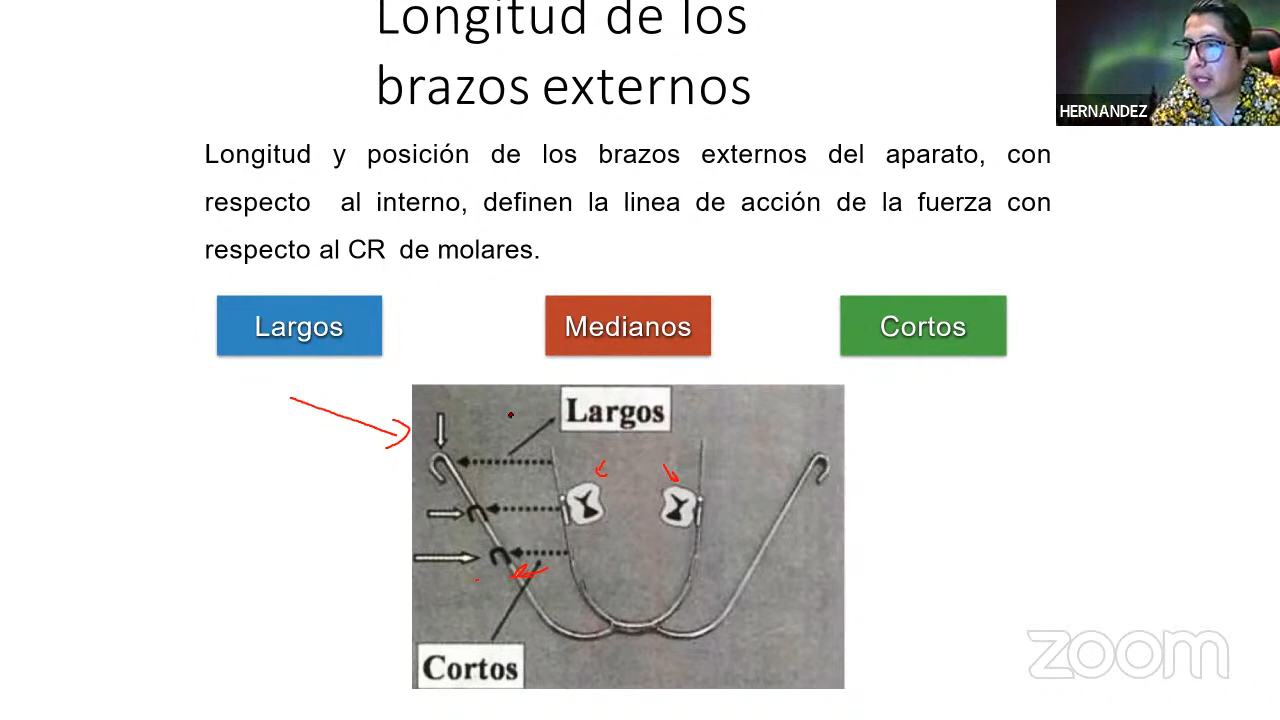 Longitud de los
brazos externos
HERNANDEZ
Longitud y posición de los brazos externos del aparato, con
respecto al interno, definen la linea de acción de la fuerza con
respecto al CR de molares.
Largos
Medianos
Cortos
Largos
Cortos
zoom